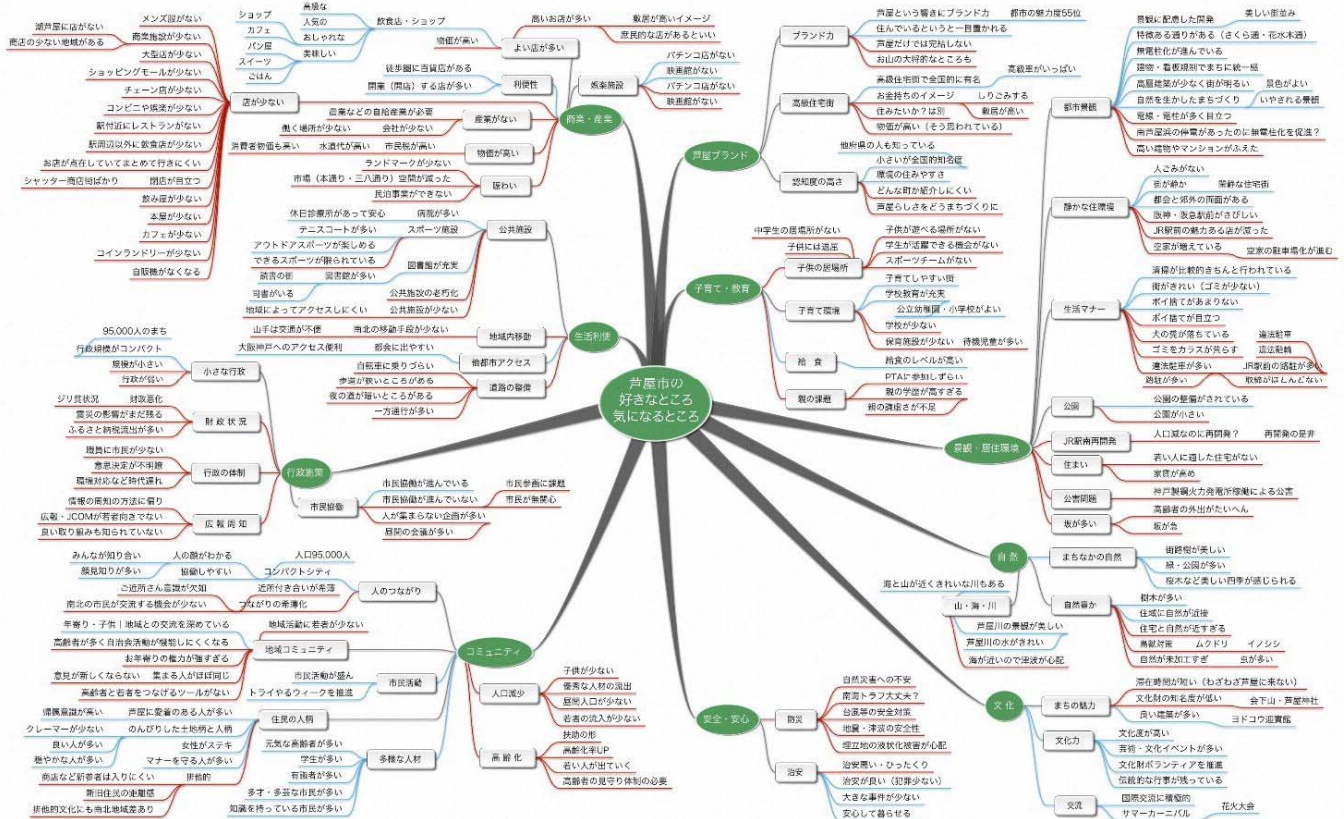 芦屋市の
好きなところ
気になるところ
商業・産業
店が少ない
メンズ服がない
商業施設が少ない
潮芦屋に店がない
商店の少ない地域がある
大型店が少ない
ショッピングモールが少ない
チェーン店が少ない
コンビニや娯楽が少ない
駅付近にレストランがない
駅周辺以外に飲食店が少ない
お店が点在していてまとめて行きにくい
シャッター商店街ばかり
閉店が目立つ
飲み屋が少ない
本屋が少ない
カフェが少ない
コインランドリーが少ない
自販機がなくなる
よい店が多い
飲食店・ショップ
高級な
人気の
おしゃれな
美味しい
ショップ
カフェ
パン屋
スイーツ
ごはん
物価が高い
高いお店が多い
敷居が高いイメージ
庶民的な店があるといい
利便性
徒歩圏に百貨店がある
開業(開店)する店が多い
娯楽施設
パチンコ店がない
映画館がない
パチンコ店がない
映画館がない
産業がない
農業などの自給産業が必要
働く場所が少ない
会社が少ない
物価が高い
消費者物価も高い
水道代が高い
市民税が高い
賑わい
ランドマークが少ない
市場(本通り・三八通り)空間が減った
民泊事業ができない
生活利便
公共施設
休日診療所があって安心
病院が多い
テニスコートが多い
スポーツ施設
アウトドアスポーツが楽しめる
できるスポーツが限られている
読書の街
図書館が多い
図書館が充実
司書がいる
公共施設の老朽化
地域によってアクセスしにくい
公共施設が少ない
地域内移動
山手は交通が不便
南北の移動手段が少ない
他都市アクセス
大阪神戸へのアクセス便利
都会に出やすい
道路の整備
自転車に乗りづらい
歩道が狭いところがある
夜の道が暗いところがある
一方通行が多い
行政施策
小さな行政
95,000人のまち
行政規模がコンパクト
規模が小さい
行政が弱い
財政状況
ジリ貧状況
財政悪化
震災の影響がまだ残る
ふるさと納税流出が多い
行政の体制
職員に市民が少ない
意思決定が不明瞭
環境対応など時代遅れ
広報周知
情報の周知の方法に偏り
広報・JCOMが若者向きでない
良い取り組みも知られていない
市民協働
市民協働が進んでいる
市民協働が進んでいない
市民参画に課題
市民が無関心
人が集まらない企画が多い
昼間の会議が多い
コミュニティ
人のつながり
みんなが知り合い
顔見知りが多い
人の顔がわかる
協働しやすい
人口95,000人
コンパクトシティ
ご近所さん意識が欠如
近所付き合いが希薄
南北の市民が交流する機会が少ない
つながりの希薄化
地域コミュニティ
年寄り・子供|地域との交流を深めている
地域活動に若者が少ない
高齢者が多く自治会活動が機能しにくくなる
お年寄りの権力が強すぎる
意見が新しくならない
集まる人がほぼ同じ
高齢者と若者をつなげるツールがない
市民活動
市民活動が盛ん
トライやるウィークを推進
住民の人柄
帰属意識が高い
芦屋に愛着のある人が多い
クレーマーが少ない
のんびりした土地柄と人柄
良い人が多い
女性がステキ
穏やかな人が多い
マナーを守る人が多い
商店など新参者は入りにくい
排他的
新旧住民の距離感
排他的文化にも南北地域差あり
多様な人材
元気な高齢者が多い
学生が多い
有識者が多い
多才・多芸な市民が多い
知識を持っている市民が多い
人口減少
子供が少ない
優秀な人材の流出
昼間人口が少ない
若者の流入が少ない
高齢化
扶助の形
高齢化率UP
若い人が出ていく
高齢者の見守り体制の必要
芦屋ブランド
ブランド力
芦屋という響きにブランド力
都市の魅力度55位
住んでいるというと一目置かれる
芦屋だけでは完結しない
お山の大将的なところも
高級住宅街
高級住宅街で全国的に有名
高級車がいっぱい
お金持ちのイメージ
しりごみする
住みたいか?は別
敷居が高い
物価が高い(そう思われている)
認知度の高さ
他府県の人も知っている
小さいが全国的知名度
環境の住みやすさ
どんな町か紹介しにくい
芦屋らしさをどうまちづくりに
子育て・教育
子供の居場所
中学生の居場所がない
子供には退屈
子供が遊べる場所がない
学生が活躍できる機会がない
スポーツチームがない
子育て環境
子育てしやすい街
学校教育が充実
公立幼稚園・小学校がよい
学校が少ない
保育施設が少ない
待機児童が多い
給食
給食のレベルが高い
親の課題
PTAに参加しずらい
親の学歴が高すぎる
親の謙虚さが不足
景観・居住環境
都市景観
景観に配慮した開発
美しい街並み
特徴ある通りがある(さくら通・花水木通)
無電柱化が進んでいる
建物・看板規制でまちに統一感
高層建築が少なく街が明るい
景色がよい
自然を生かしたまちづくり
いやされる景観
電線・電柱が多く目立つ
南芦屋浜の停電があったのに無電柱化を促進?
高い建物やマンションがふえた
静かな住環境
人ごみがない
街が静か
閑静な住宅街
都会と郊外の両面がある
阪神・阪急駅前がさびしい
JR駅前の魅力ある店が減った
空家が増えている
空家の駐車場化が進む
生活マナー
清掃が比較的きちんと行われている
街がきれい(ゴミが少ない)
ポイ捨てがあまりない
ポイ捨てが目立つ
犬の糞が落ちている
ゴミをカラスが荒らす
違法駐車が多い
違法駐車
違法駐輪
JR駅前の路駐が多い
路駐が多い
取締がほとんどない
公園
公園の整備がされている
公園が小さい
JR駅南再開発
人口減なのに再開発?
再開発の是非
住まい
若い人に適した住宅がない
家賃が高め
公害問題
神戸製鋼火力発電所稼働による公害
坂が多い
高齢者の外出がたいへん
坂が急
自然
まちなかの自然
街路樹が美しい
緑・公園が多い
桜木など美しい四季が感じられる
山・海・川
海と山が近くきれいな川もある
芦屋川の景観が美しい
芦屋川の水がきれい
海が近いので津波が心配
自然豊か
樹木が多い
住域に自然が近接
住宅と自然が近すぎる
鳥獣対策
ムクドリ
イノシシ
自然が未加工すぎ
虫が多い
文化
まちの魅力
滞在時間が短い(わざわざ芦屋に来ない)
文化財の知名度が低い
会下山・芦屋神社
良い建築が多い
ヨドコウ迎賓館
文化力
文化度が高い
芸術・文化イベントが多い
文化財ボランティアを推進
伝統的な行事が残っている
交流
国際交流に積極的
サマーカーニバル
花火大会
安全・安心
防災
自然災害への不安
南海トラフ大丈夫?
台風等の安全対策
地震・津波の安全性
埋立地の液状化被害が心配
治安
治安悪い・ひったくり
治安が良い(犯罪少ない)
大きな事件が少ない
安心して暮らせる